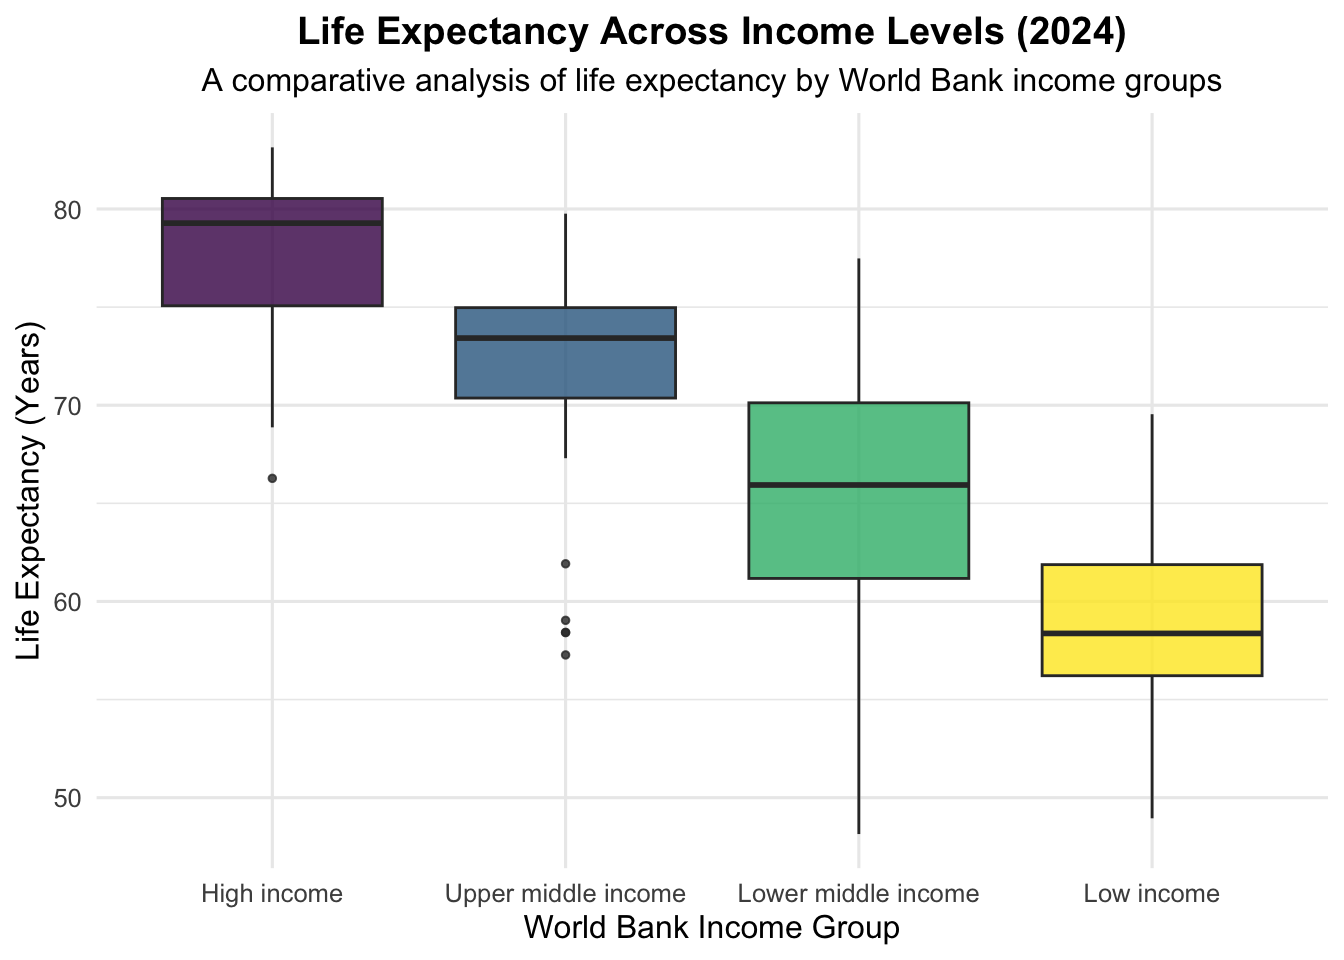 Life Expectancy Across Income Levels (2024)
A comparative analysis of life expectancy by World Bank income groups
Life Expectancy (Years)
80
70
60
50
High income
Upper middle income
Lower middle income
Low income
World Bank Income Group